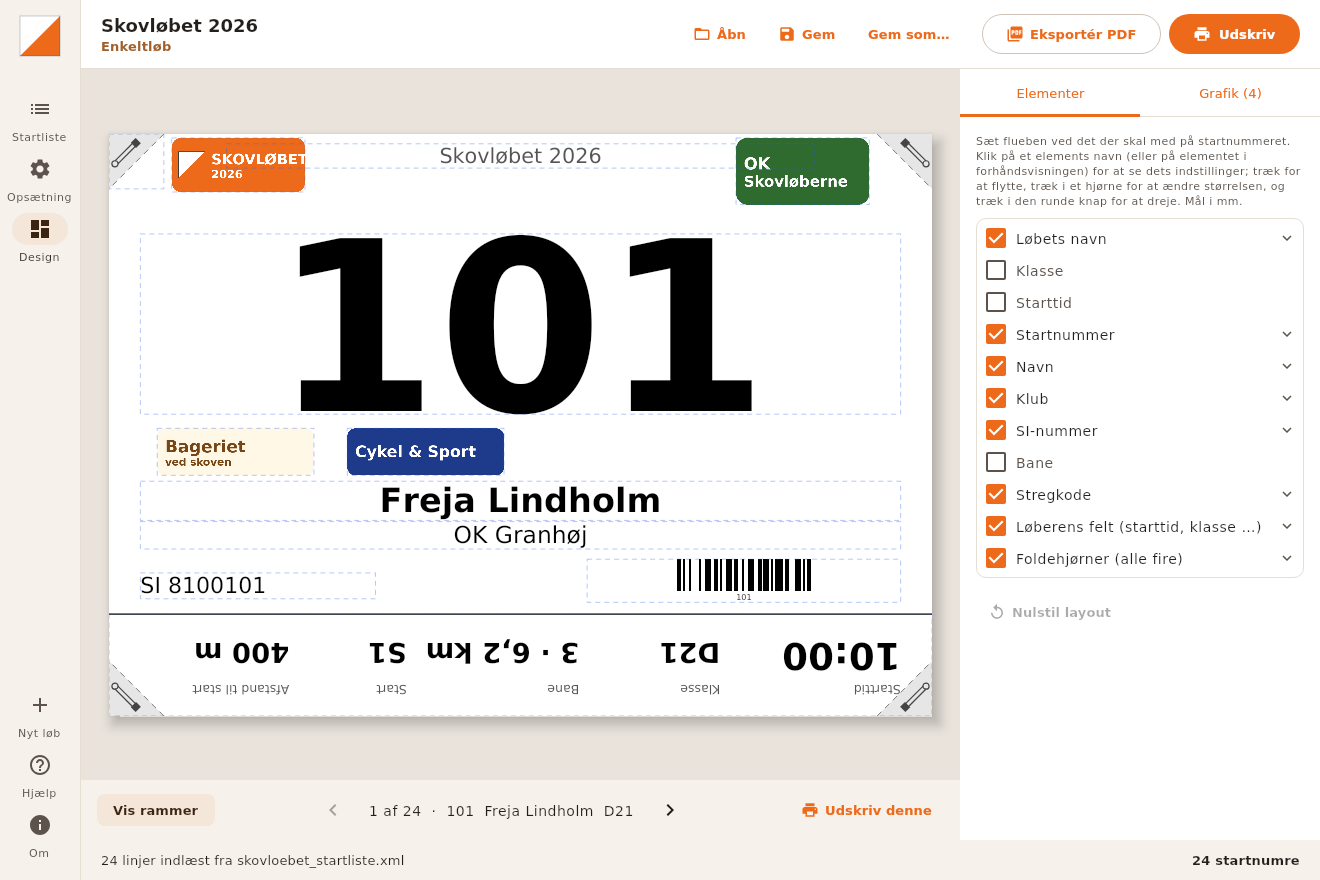 Skovløbet 2026
Enkeltløb
Åbn
Gem
Gem som…
PDF
Eksportér PDF
Udskriv
Startliste
Opsætning
Design
Nyt løb
Hjælp
Om
SKOVLØBET
2026
Skovløbet 2026
OK
Skovløberne
101
Bageriet
ved skoven
Cykel & Sport
Freja Lindholm
OK Granhøj
SI 8100101
101
10:00
D21
3 · 6,2 km
S1
400 m
Starttid
Klasse
Bane
Start
Afstand til start
Vis rammer
1 af 24 · 101 Freja Lindholm D21
Udskriv denne
Elementer
Grafik (4)
Sæt flueben ved det der skal med på startnummeret.
Klik på et elements navn (eller på elementet i
forhåndsvisningen) for at se dets indstillinger; træk for
at flytte, træk i et hjørne for at ændre størrelsen, og
træk i den runde knap for at dreje. Mål i mm.
Løbets navn
Klasse
Starttid
Startnummer
Navn
Klub
SI-nummer
Bane
Stregkode
Løberens felt (starttid, klasse …)
Foldehjørner (alle fire)
Nulstil layout
24 linjer indlæst fra skovloebet_startliste.xml
24 startnumre